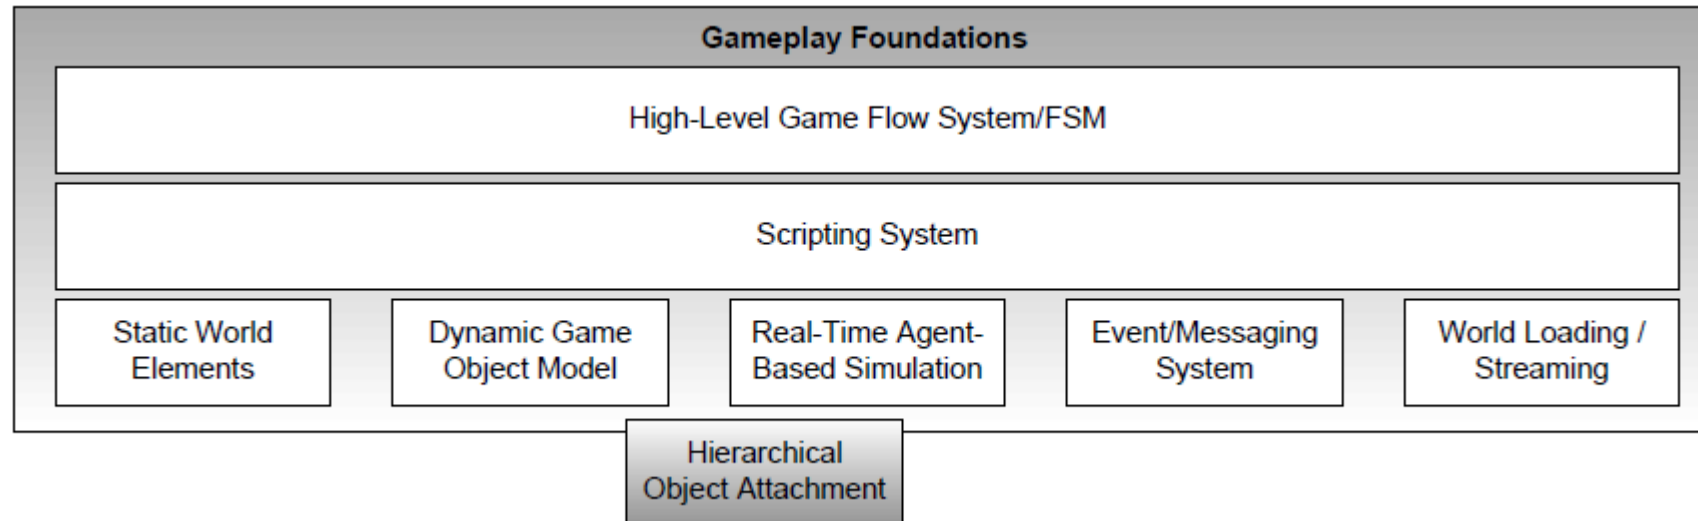 Gameplay Foundations
High-Level Game Flow System/FSM
Scripting System
Static World
Elements
Dynamic Game
Object Model
Real-Time Agent-
Based Simulation
Event/Messaging
System
World Loading /
Streaming
Hierarchical
Object Attachment